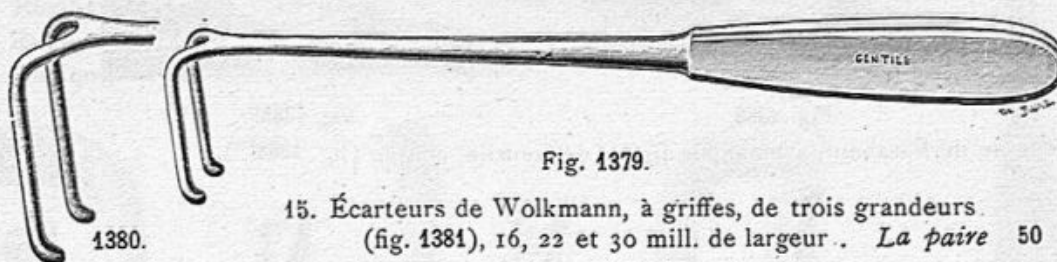 GENTILE
Fig. 1379.
1380.
15. Écarteurs de Wolkmann, à griffes, de trois grandeurs
(fig. 1381), 16, 22 et 30 mill. de largeur . La paire 50